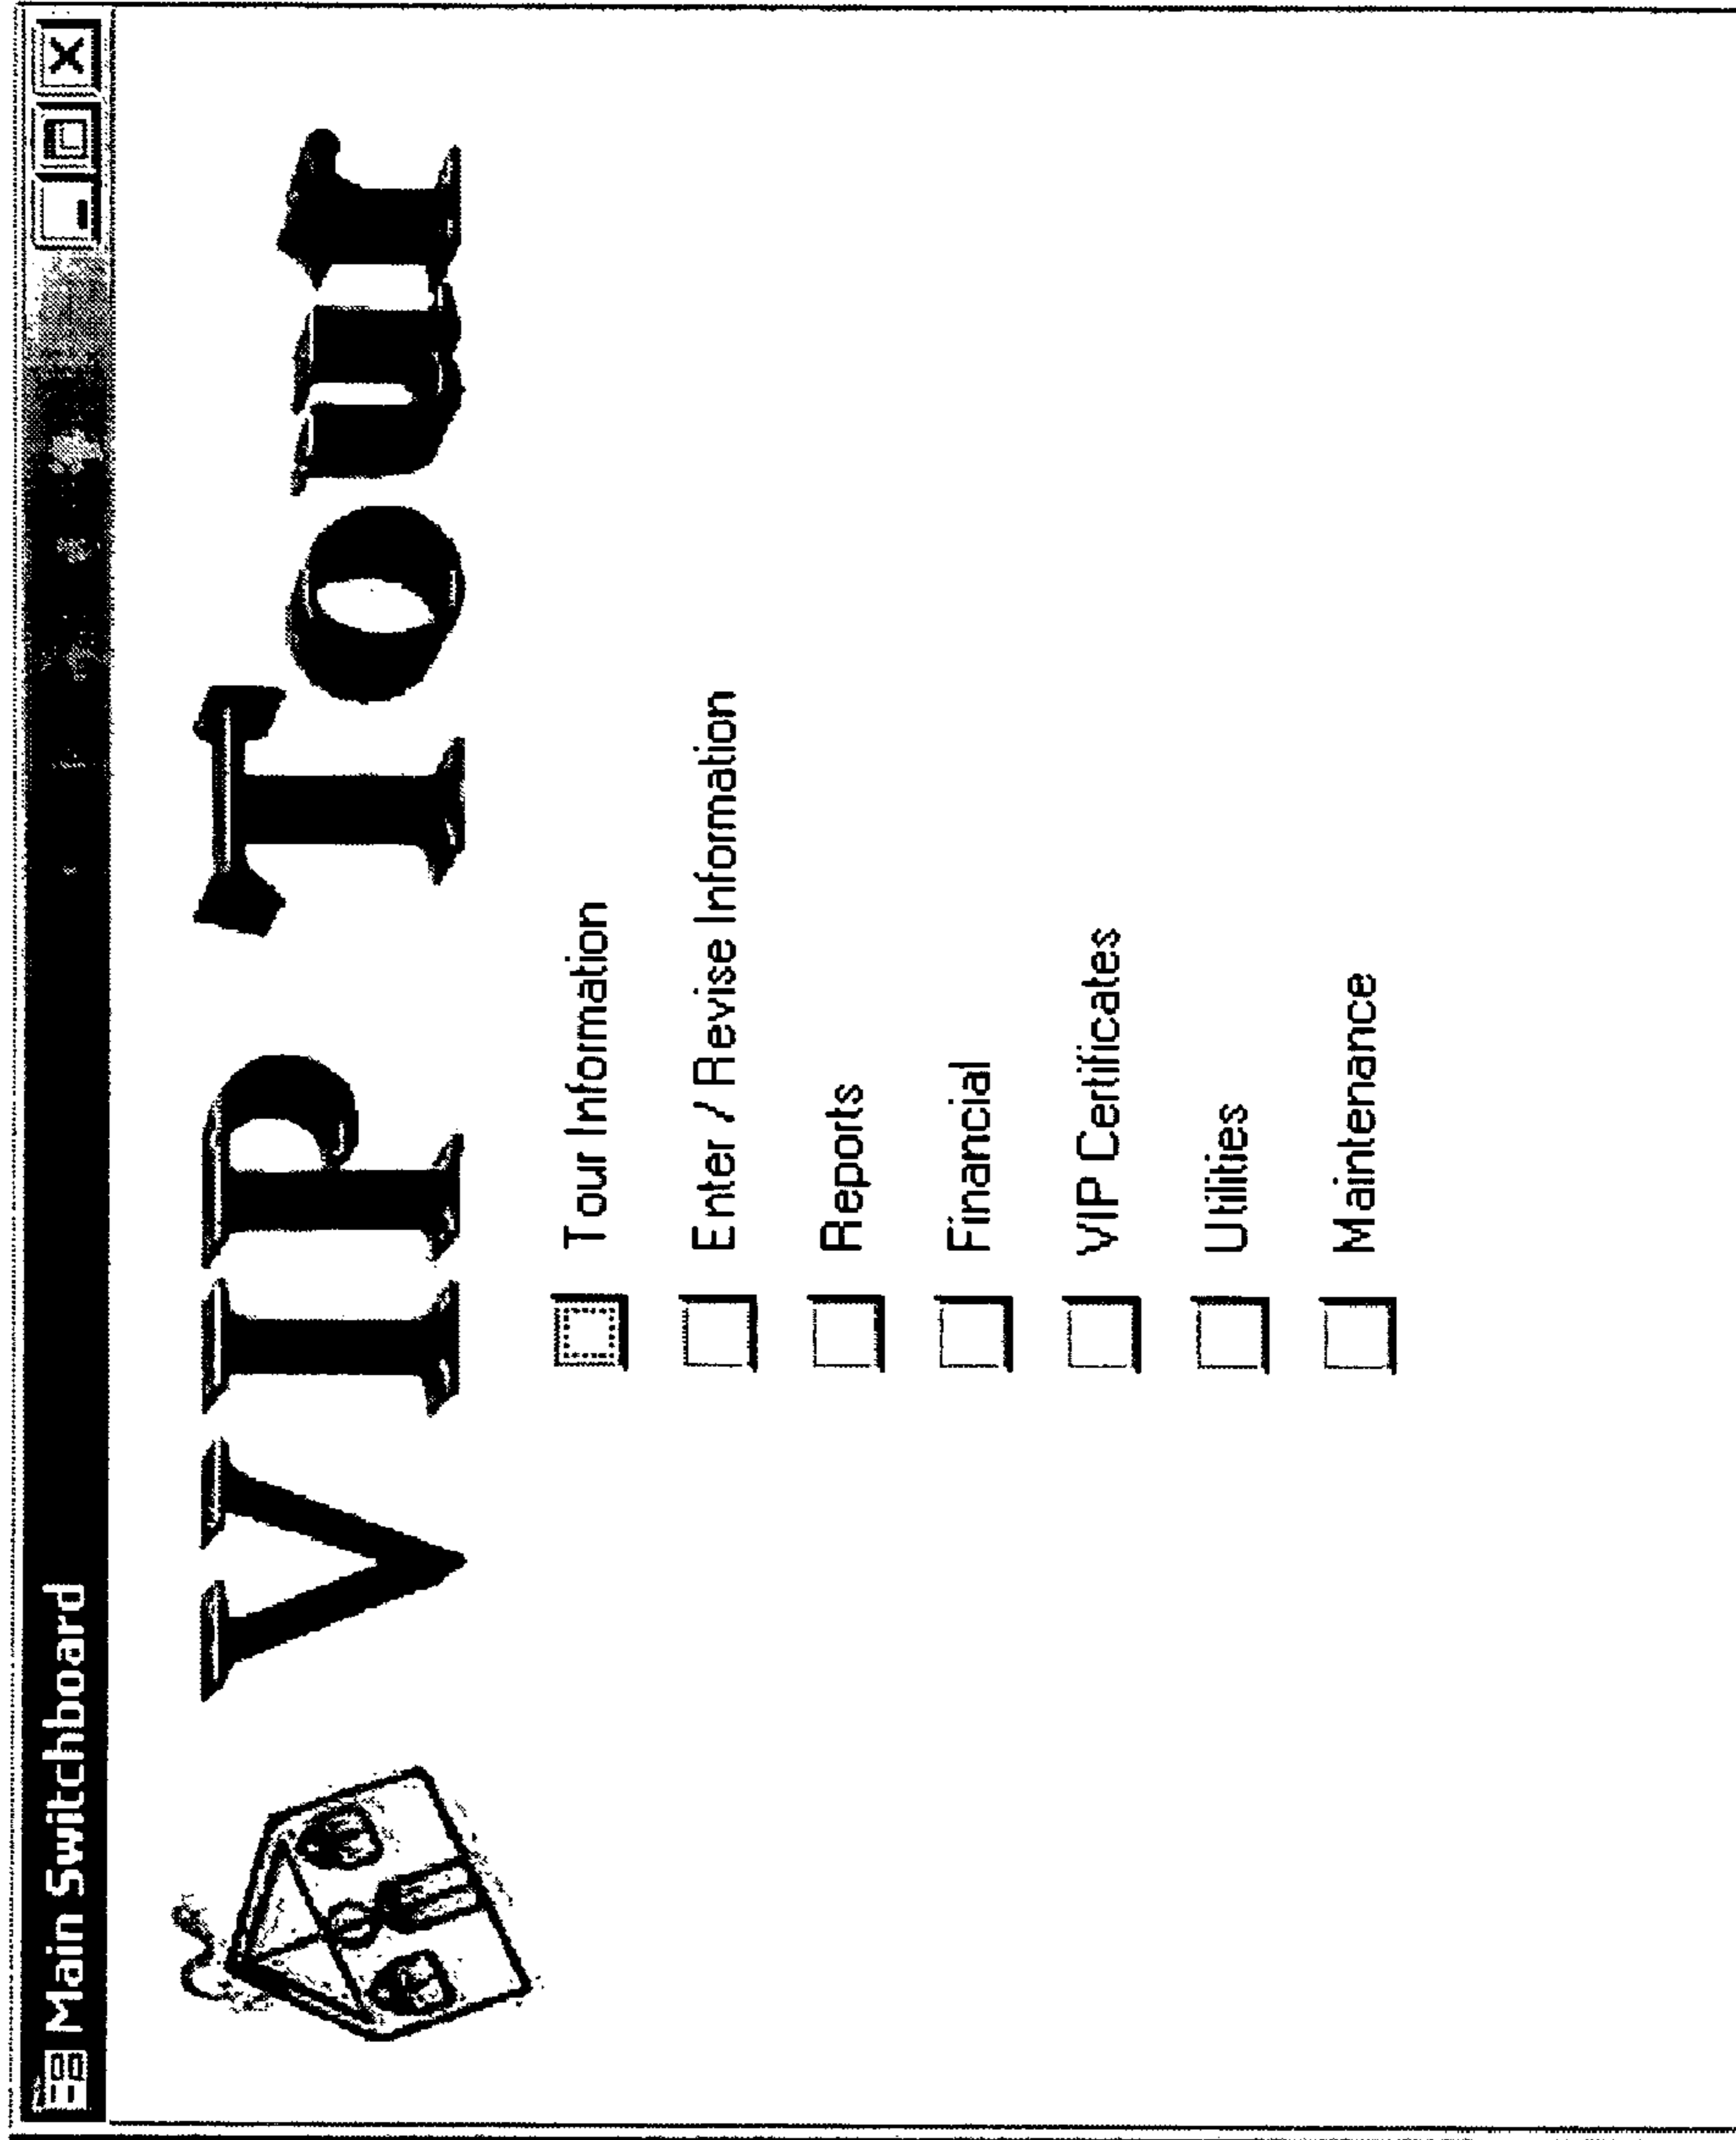 Main Switchboard
VIP Tour
Tour Information
Enter / Revise Information
Reports
Financial
VIP Certificates
Utilities
Maintenance